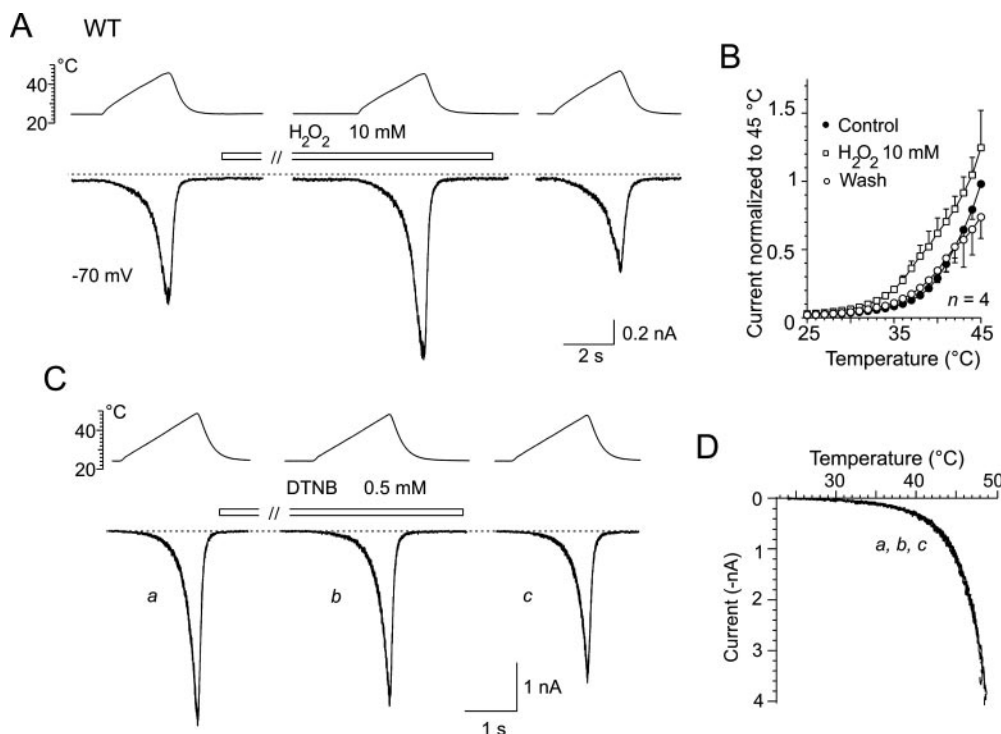 A WT
°C
40
20
H2O2 10 mM
//
-70 mV
0.2 nA
2 s
B
Current normalized to 45 °C
1.5
1
0.5
0
Control
H2O2 10 mM
Wash
n = 4
25 35 45
Temperature (°C)
C
°C
40
20
DTNB 0.5 mM
//
a b c
1 nA
1 s
D
Temperature (°C)
30 40 50
0
1
2
3
4
Current (-nA)
a, b, c